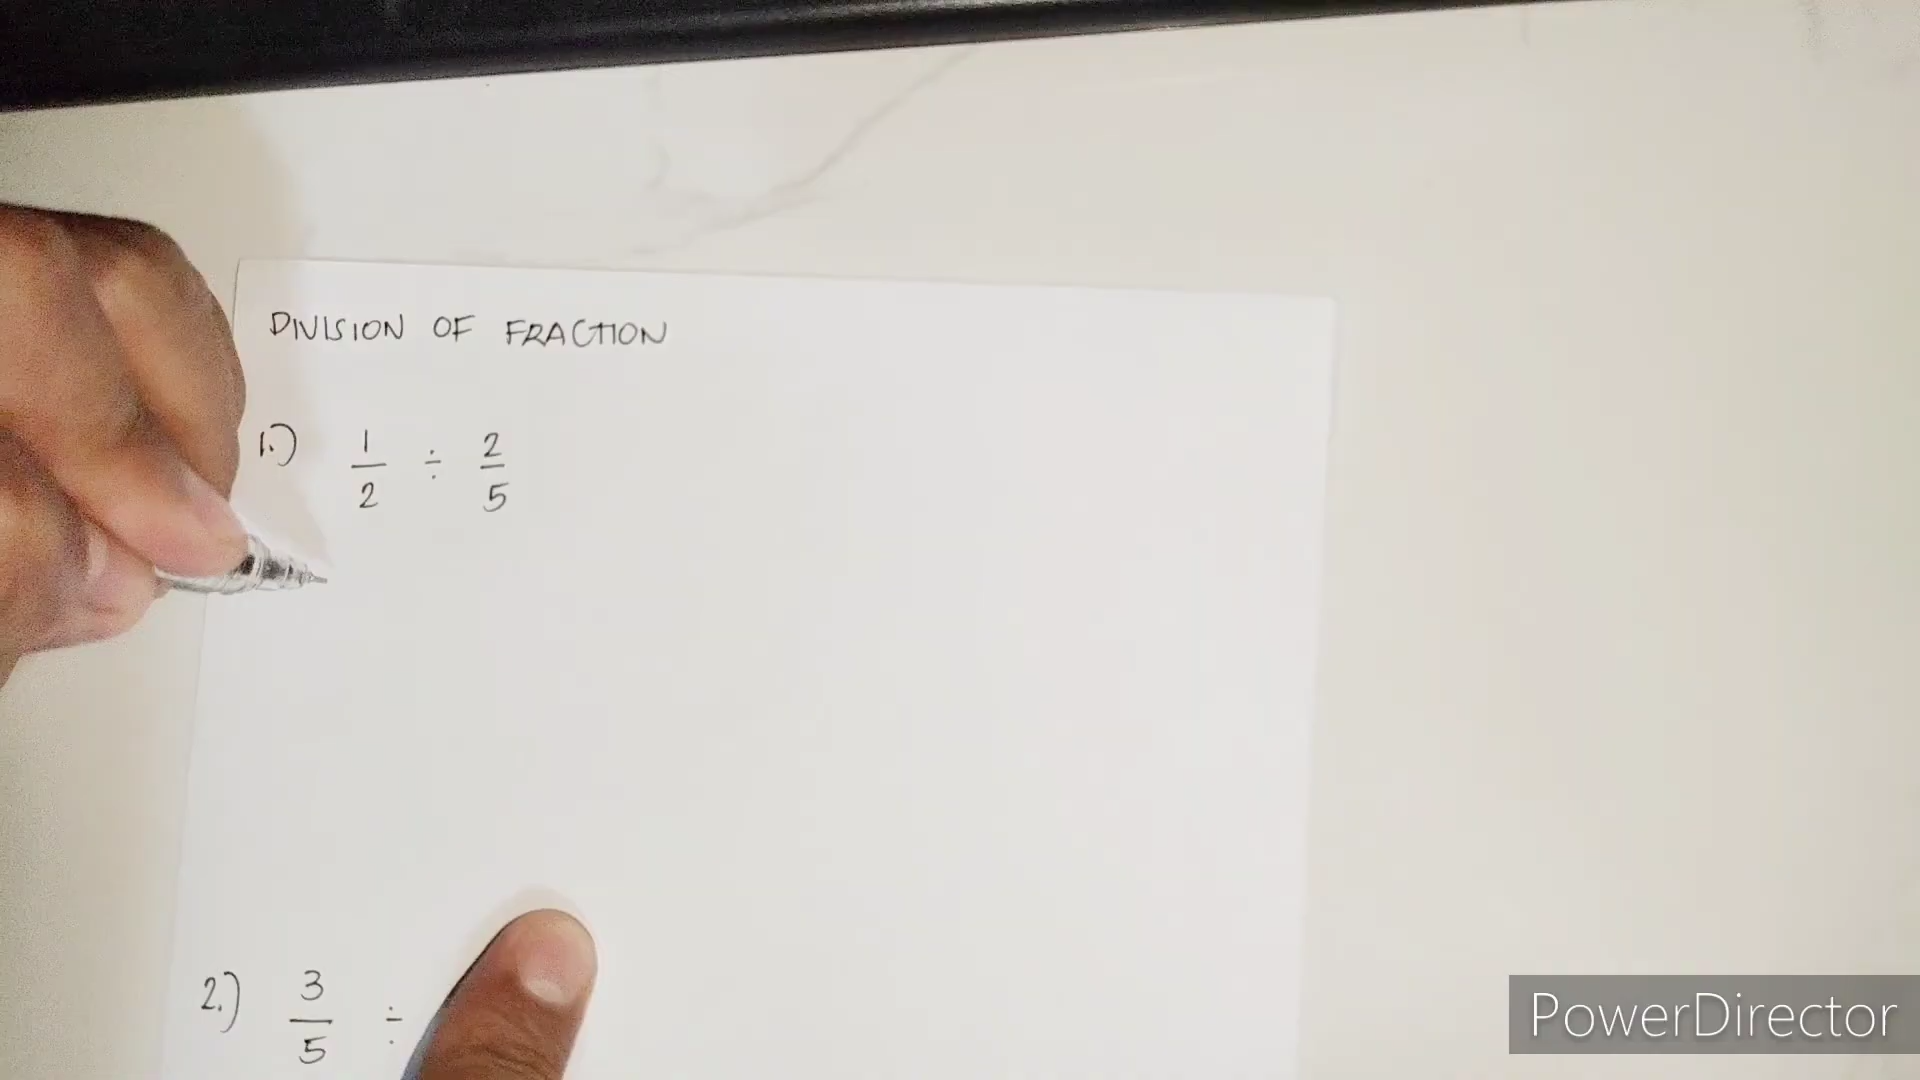 DIVISION OF FRACTION
1.) 1/2 ÷ 2/5
2.) 3/5 ÷
PowerDirector